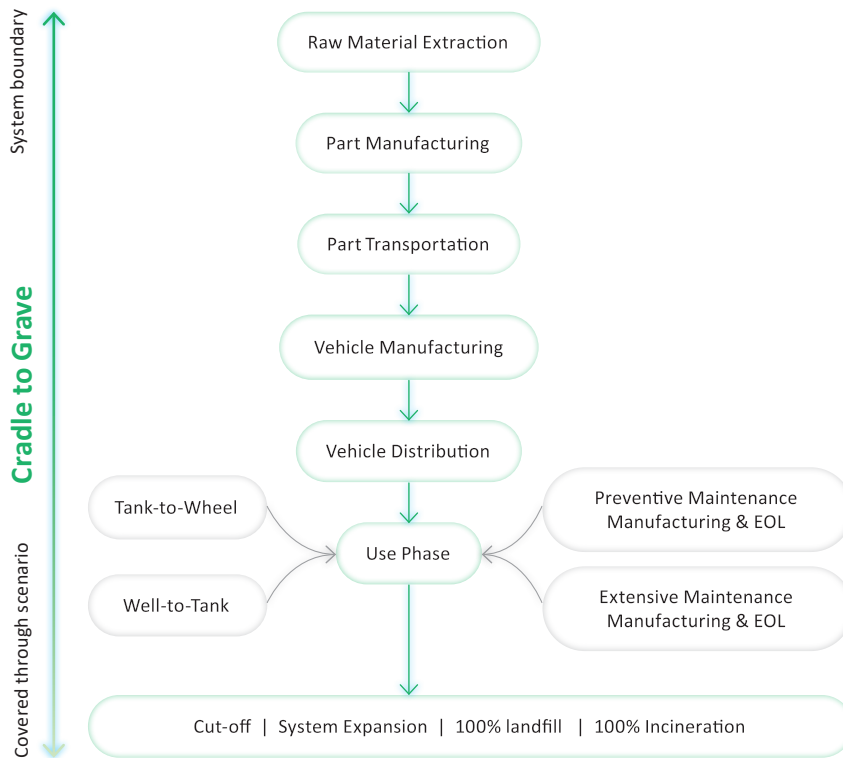 System boundary
Cradle to Grave
Covered through scenario
Raw Material Extraction
Part Manufacturing
Part Transportation
Vehicle Manufacturing
Vehicle Distribution
Tank-to-Wheel
Well-to-Tank
Use Phase
Preventive Maintenance
Manufacturing & EOL
Extensive Maintenance
Manufacturing & EOL
Cut-off | System Expansion | 100% landfill | 100% Incineration